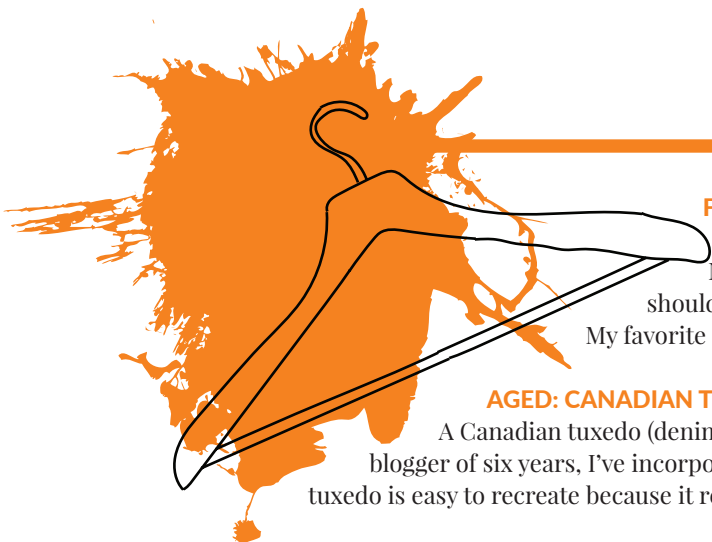 should
My favorite
AGED: CANADIAN T
A Canadian tuxedo (denim
blogger of six years, I’ve incorpo
tuxedo is easy to recreate because it re